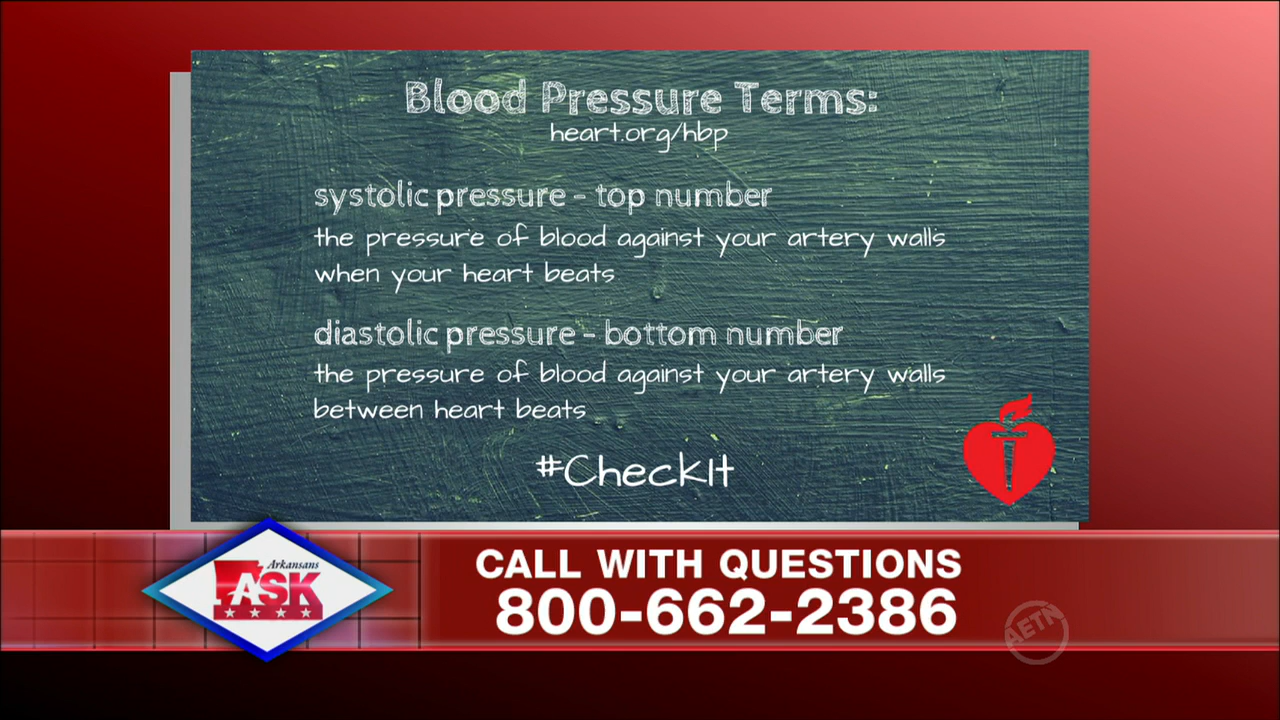 Blood Pressure Terms:
heart.org/hbp
systolic pressure - top number
the pressure of blood against your artery walls
when your heart beats
diastolic pressure - bottom number
the pressure of blood against your artery walls
between heart beats
#CheckIt
Arkansans
ASK
CALL WITH QUESTIONS
800-662-2386
AETN